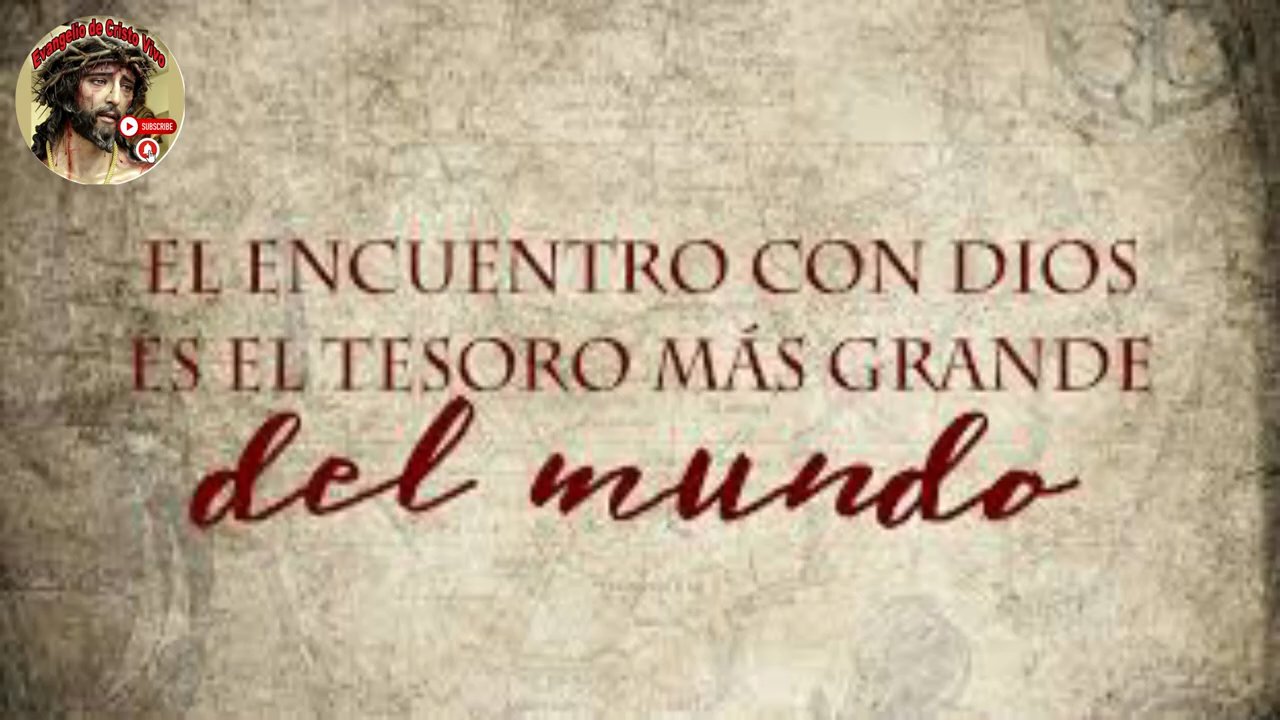 Evangelio de Cristo Vivo
SUBSCRIBE
EL ENCUENTRO CON DIOS
ES EL TESORO MÁS GRANDE
del mundo